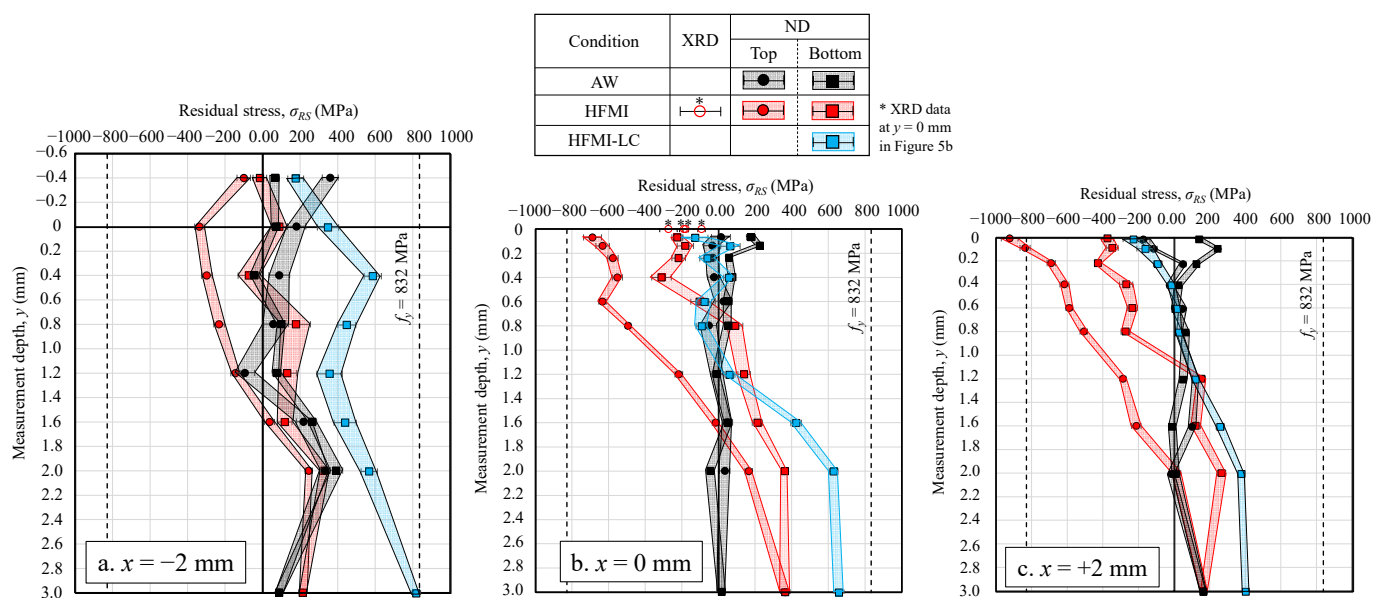 Condition XRD ND
Top Bottom
AW
HFMI *
HFMI-LC
* XRD data
at y = 0 mm
in Figure 5b
Residual stress, σRS (MPa)
−1000 −800 −600 −400 −200 0.00 200 400 600 800 1000
Measurement depth, y (mm)
−0.6
−0.4
−0.2
0
0.2
0.4
0.6
0.8
1.0
1.2
1.4
1.6
1.8
2.0
2.2
2.4
2.6
2.8
3.0
fy = 832 MPa
a. x = −2 mm
Residual stress, σRS (MPa)
−1000 −800 −600 −400 −200 0.00 200 400 600 800 1000
* * *
Measurement depth, y (mm)
0
0.2
0.4
0.6
0.8
1.0
1.2
1.4
1.6
1.8
2.0
2.2
2.4
2.6
2.8
3.0
fy = 832 MPa
b. x = 0 mm
Residual stress, σRS (MPa)
−1000 −800 −600 −400 −200 0.00 200 400 600 800 1000
Measurement depth, y (mm)
0
0.2
0.4
0.6
0.8
1.0
1.2
1.4
1.6
1.8
2.0
2.2
2.4
2.6
2.8
3.0
fy = 832 MPa
c. x = +2 mm